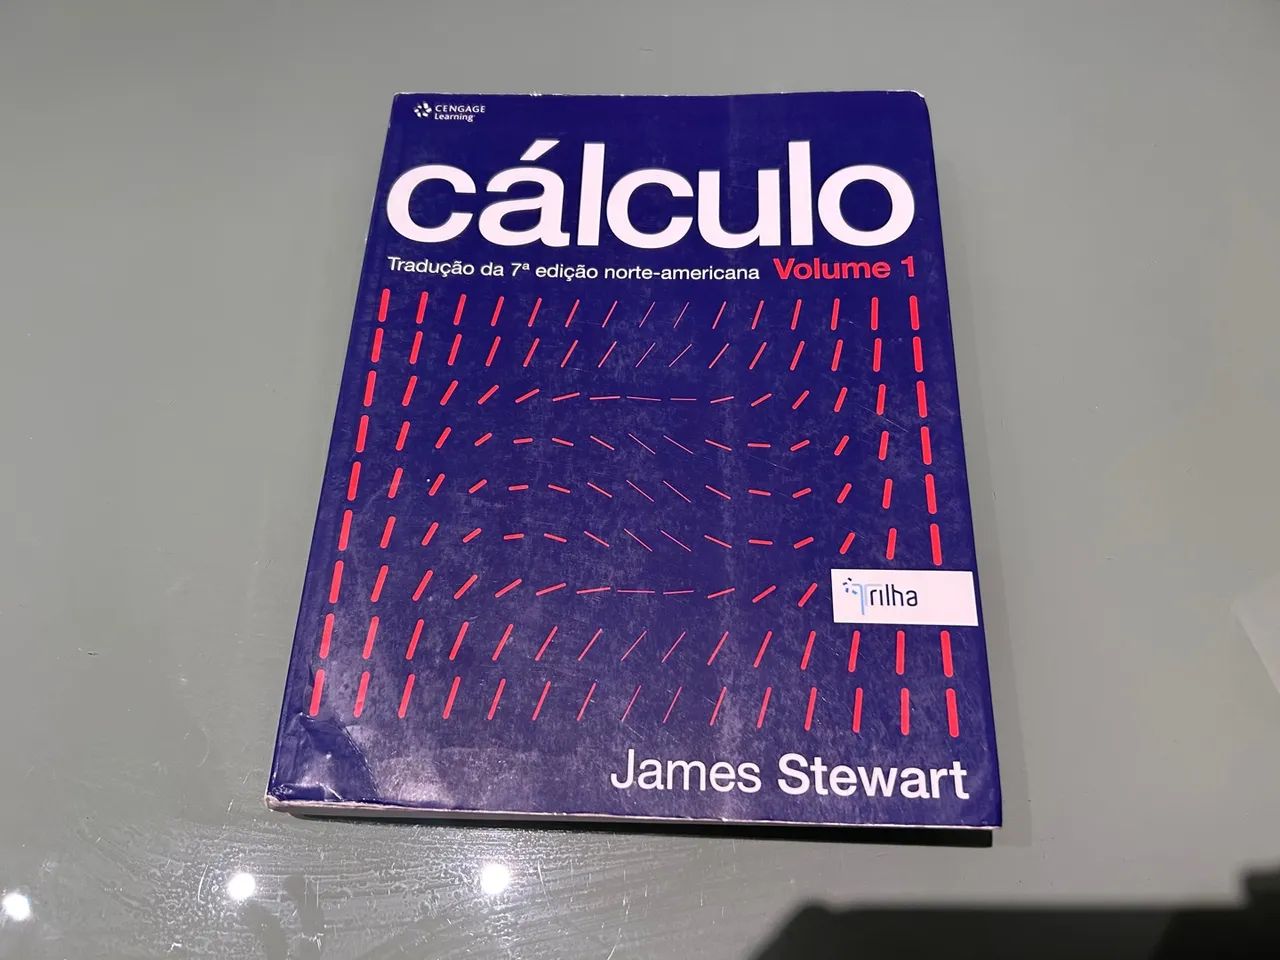 CENGAGE
Learning
cálculo
Tradução da 7ª edição norte-americana Volume 1
Trilha
James Stewart